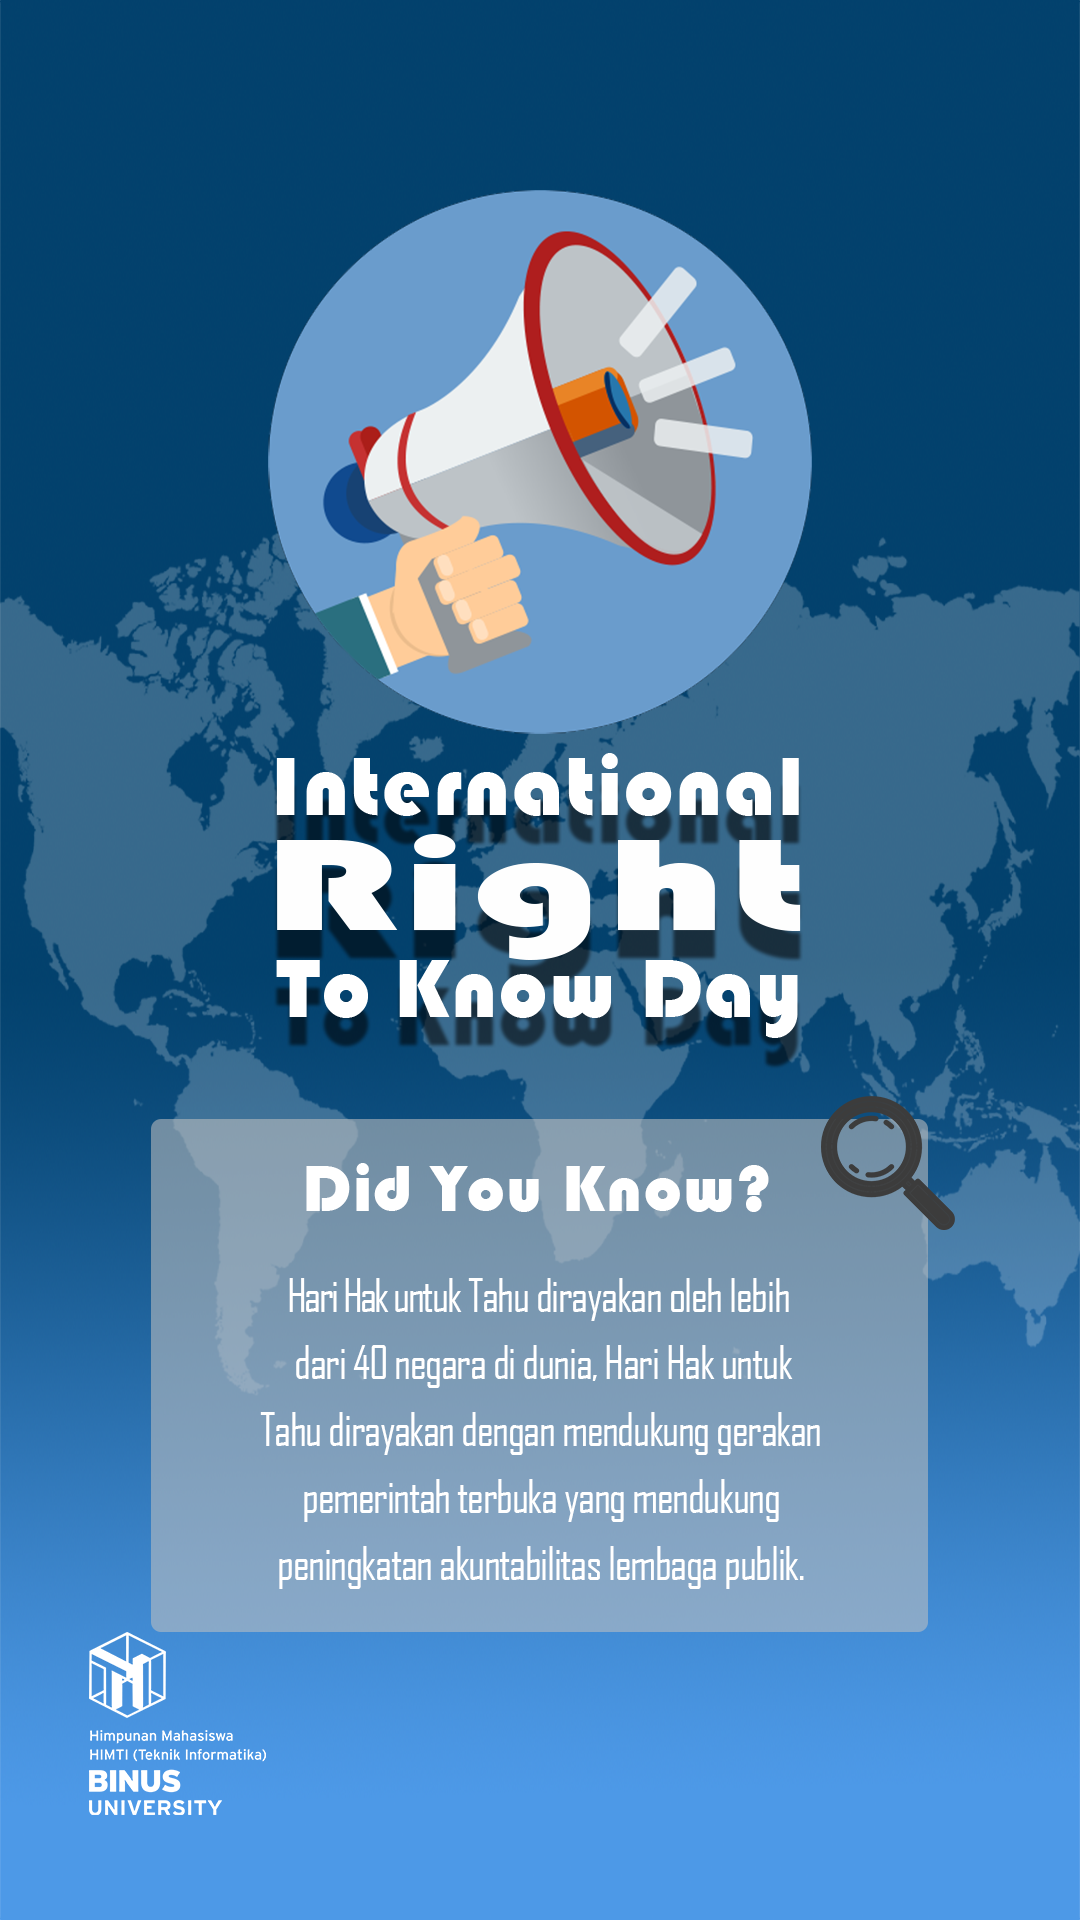 International
Right
To Know Day
Did You Know?
Hari Hak untuk Tahu dirayakan oleh lebih
dari 40 negara di dunia, Hari Hak untuk
Tahu dirayakan dengan mendukung gerakan
pemerintah terbuka yang mendukung
peningkatan akuntabilitas lembaga publik.
Himpunan Mahasiswa
HIMTI (Teknik Informatika)
BINUS
UNIVERSITY